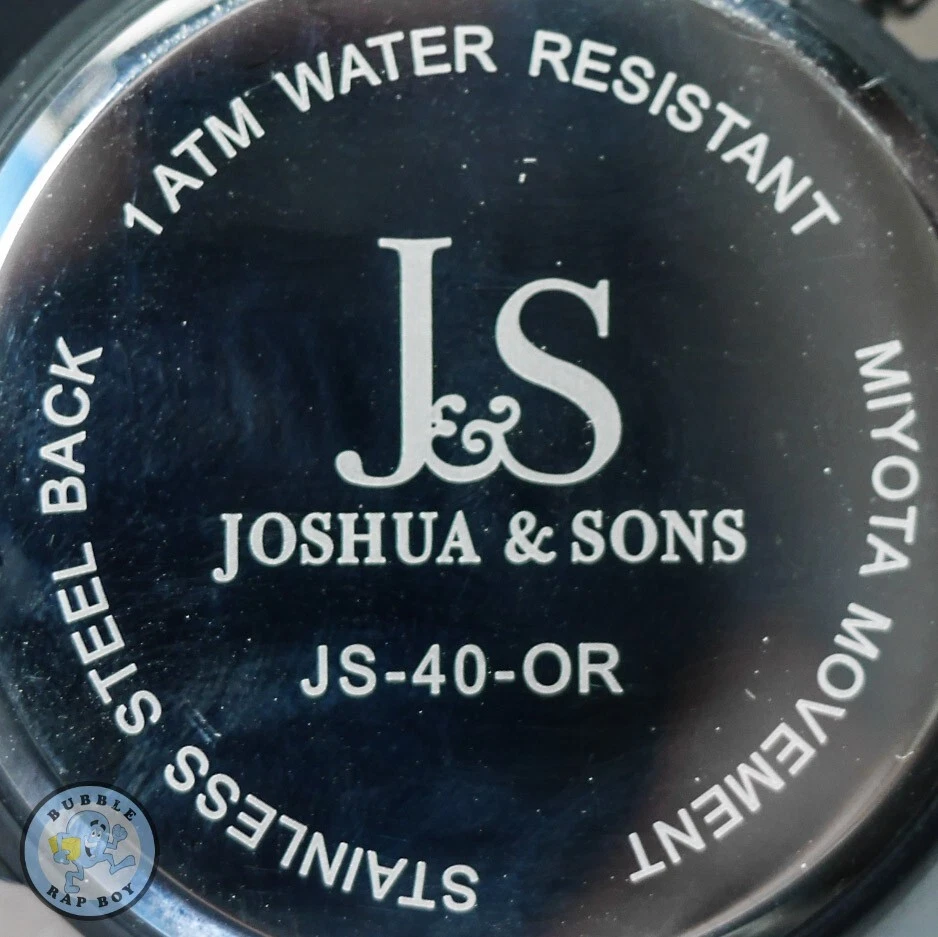 1 ATM WATER RESISTANT
MIYOTA MOVEMENT
STAINLESS STEEL BACK
J&S
JOSHUA & SONS
JS-40-OR
BUBBLE
RAP BOY